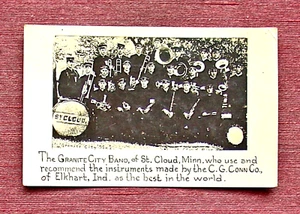 ST CLOUD
The GRANITE CITY BAND, of St. Cloud, Minn., who use and
recommend the instruments made by the C. G. CONN Co.,
of Elkhart, Ind. as the best in the world.